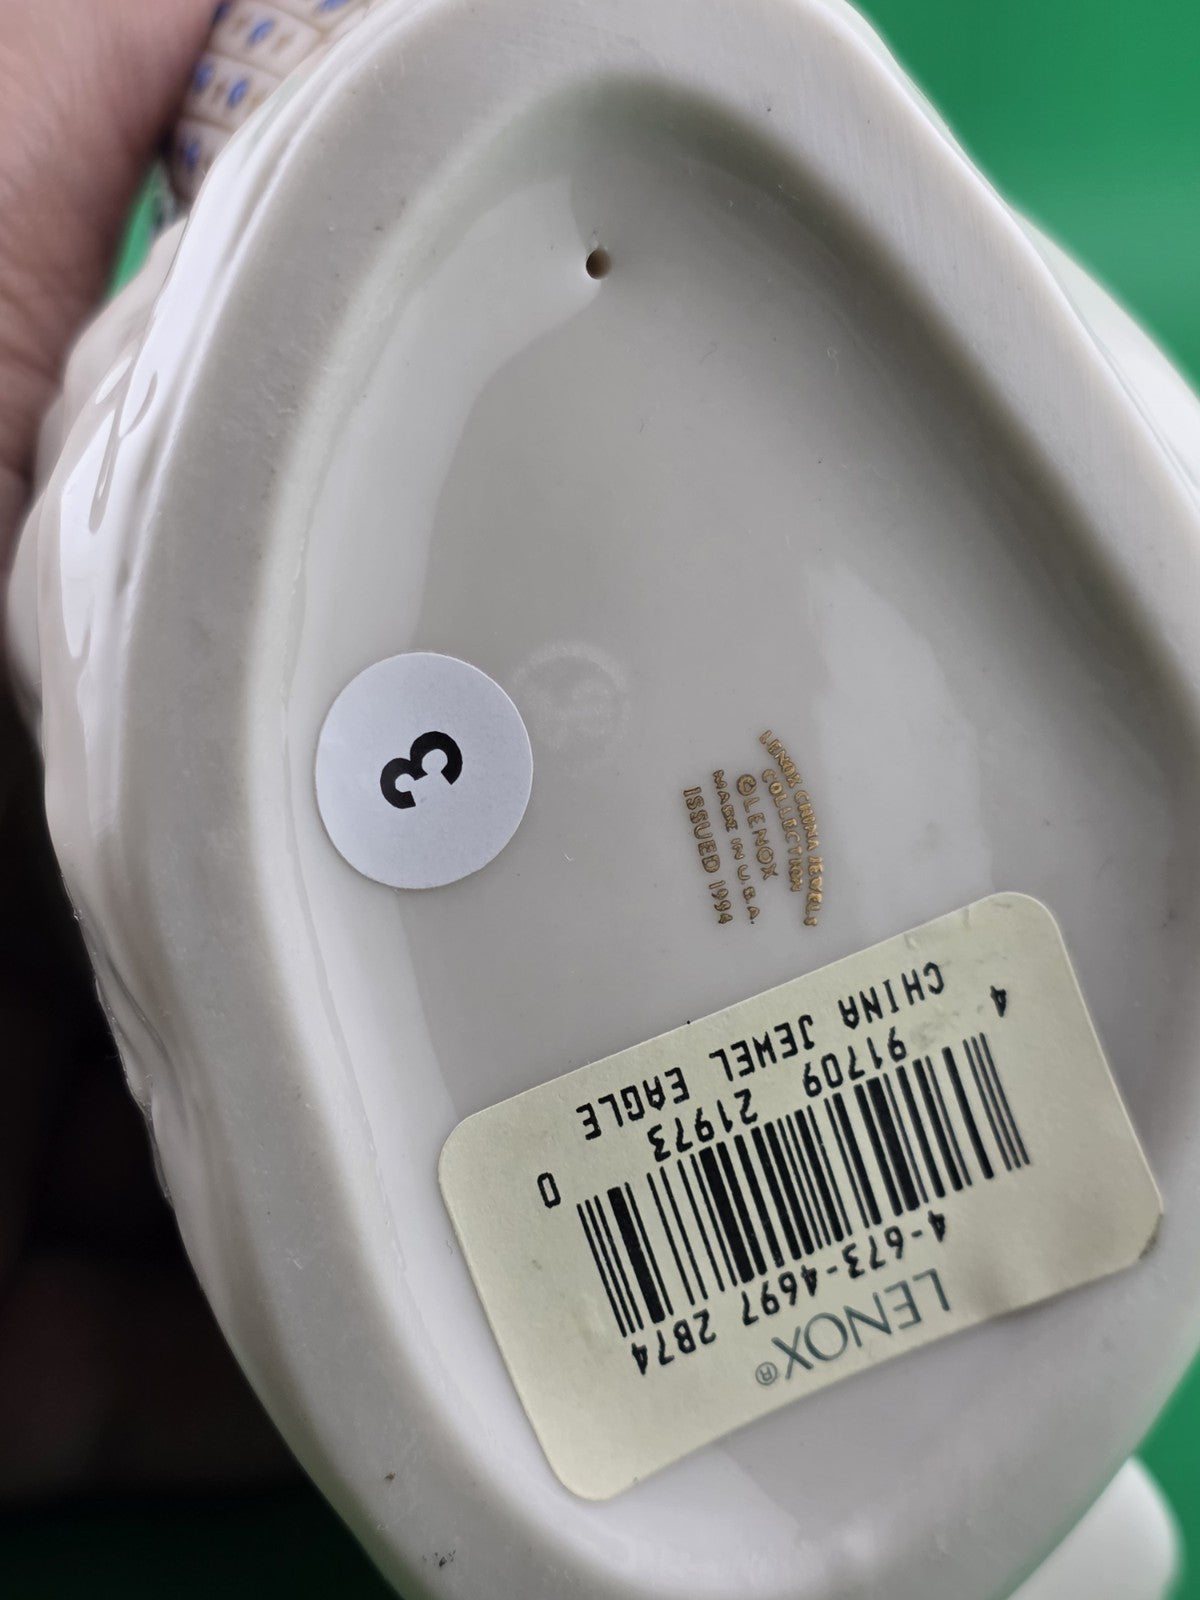 3
LENOX CHINA JEWELS
COLLECTION
©LENOX
MADE IN U.S.A.
ISSUED 1994
LENOX®
4-673-4697 2B74
4 91709 21973 0
CHINA JEWEL EAGLE